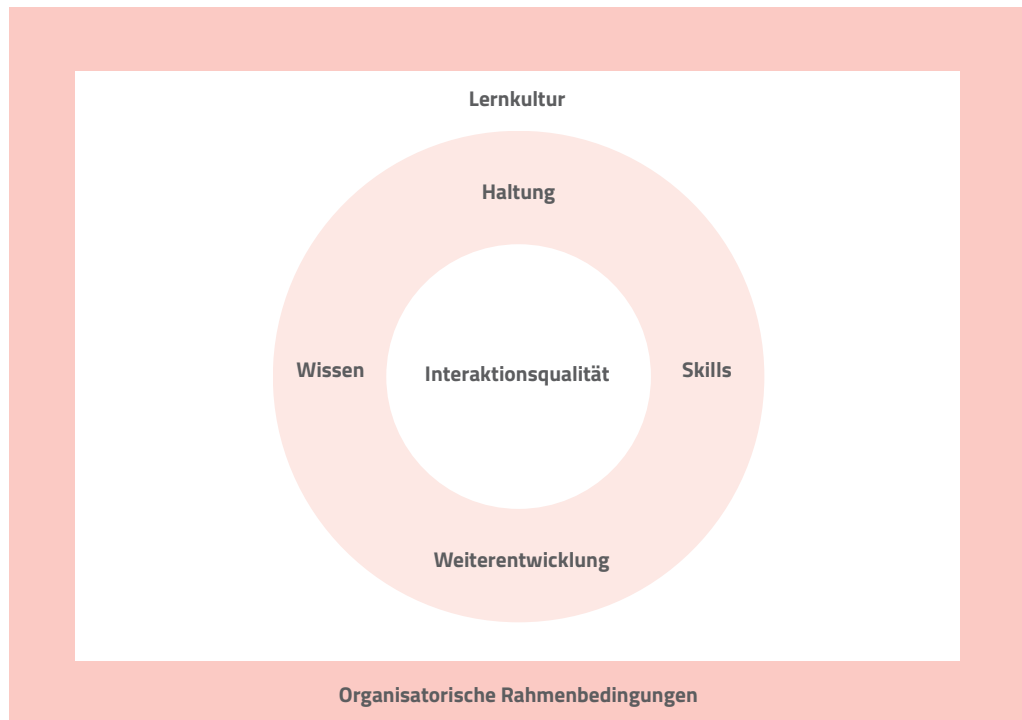 Lernkultur
Haltung
Wissen
Interaktionsqualität
Skills
Weiterentwicklung
Organisatorische Rahmenbedingungen